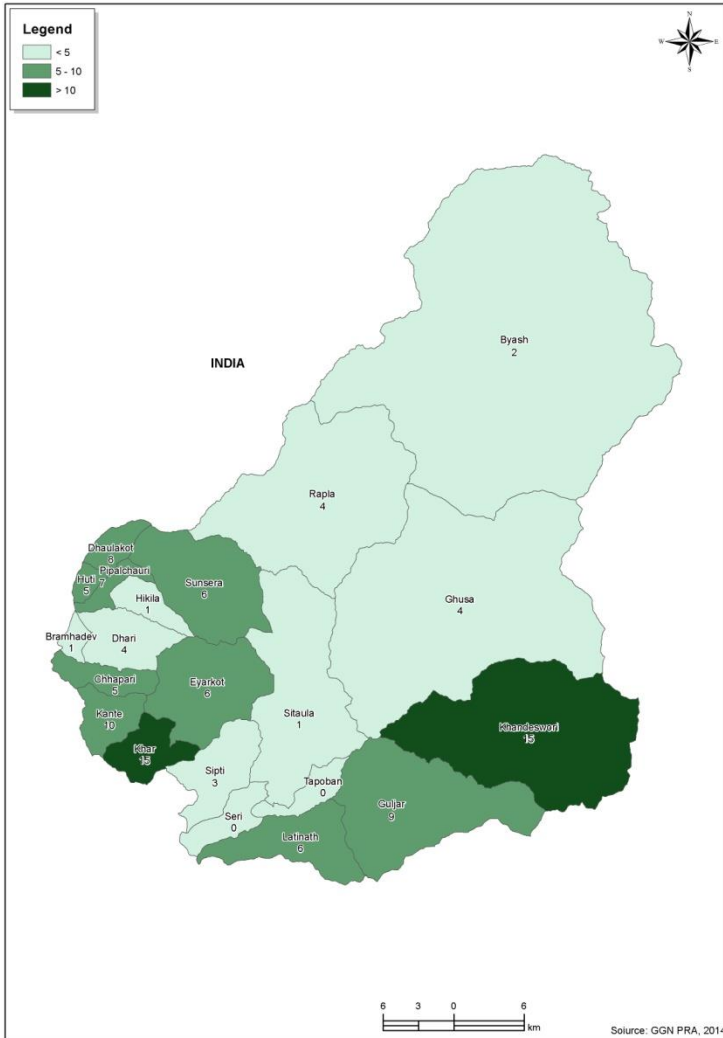 Legend
< 5
5 - 10
> 10
N
W
E
S
Byash
2
INDIA
Rapla
4
Dhaulakot
8
Pipalchauri
7
Huti
5
Sunsera
6
Hikila
1
Ghusa
4
Bramhadev
1
Dhari
4
Chhapari
5
Eyarkot
6
Kante
10
Sitaula
1
Khandeswori
15
Khar
15
Sipti
3
Tapoban
0
Guljar
9
Seri
0
Latinath
6
6 3 0 6
km
Soiurce: GGN PRA, 2014